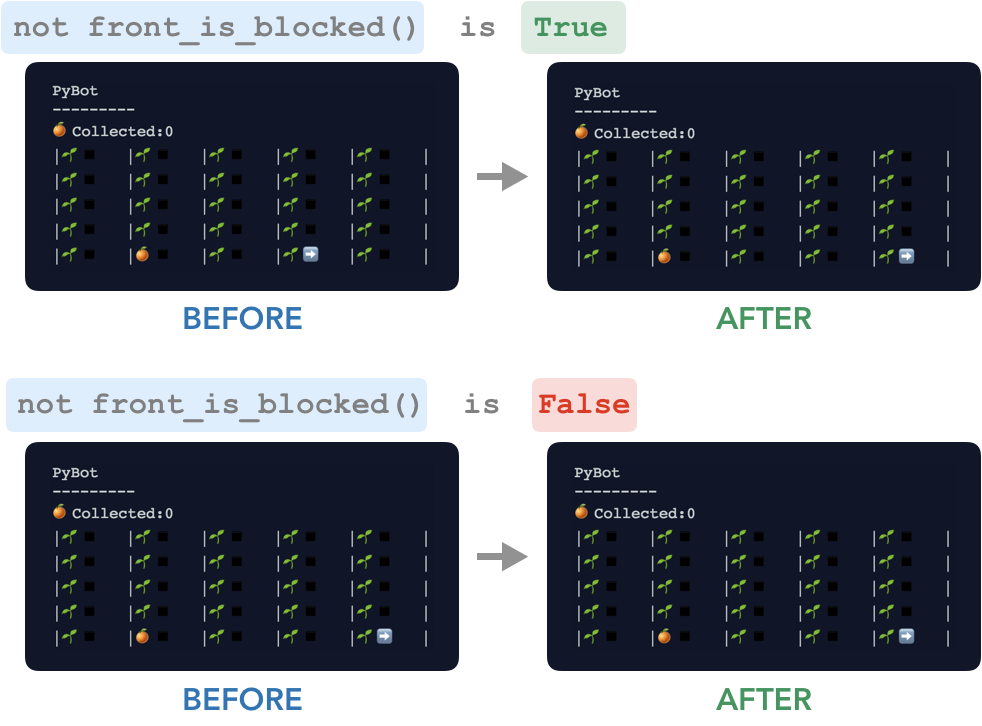 not front_is_blocked() is True
PyBot
---------
🍊 Collected:0
|🌱◾ |🌱◾ |🌱◾ |🌱◾ |🌱◾ |
|🌱◾ |🌱◾ |🌱◾ |🌱◾ |🌱◾ |
|🌱◾ |🌱◾ |🌱◾ |🌱◾ |🌱◾ |
|🌱◾ |🌱◾ |🌱◾ |🌱◾ |🌱◾ |
|🌱◾ |🍊◾ |🌱◾ |🌱➡️ |🌱◾ |
BEFORE
PyBot
---------
🍊 Collected:0
|🌱◾ |🌱◾ |🌱◾ |🌱◾ |🌱◾ |
|🌱◾ |🌱◾ |🌱◾ |🌱◾ |🌱◾ |
|🌱◾ |🌱◾ |🌱◾ |🌱◾ |🌱◾ |
|🌱◾ |🌱◾ |🌱◾ |🌱◾ |🌱◾ |
|🌱◾ |🍊◾ |🌱◾ |🌱◾ |🌱➡️ |
AFTER
not front_is_blocked() is False
PyBot
---------
🍊 Collected:0
|🌱◾ |🌱◾ |🌱◾ |🌱◾ |🌱◾ |
|🌱◾ |🌱◾ |🌱◾ |🌱◾ |🌱◾ |
|🌱◾ |🌱◾ |🌱◾ |🌱◾ |🌱◾ |
|🌱◾ |🌱◾ |🌱◾ |🌱◾ |🌱◾ |
|🌱◾ |🍊◾ |🌱◾ |🌱◾ |🌱➡️ |
BEFORE
PyBot
---------
🍊 Collected:0
|🌱◾ |🌱◾ |🌱◾ |🌱◾ |🌱◾ |
|🌱◾ |🌱◾ |🌱◾ |🌱◾ |🌱◾ |
|🌱◾ |🌱◾ |🌱◾ |🌱◾ |🌱◾ |
|🌱◾ |🌱◾ |🌱◾ |🌱◾ |🌱◾ |
|🌱◾ |🍊◾ |🌱◾ |🌱◾ |🌱➡️ |
AFTER